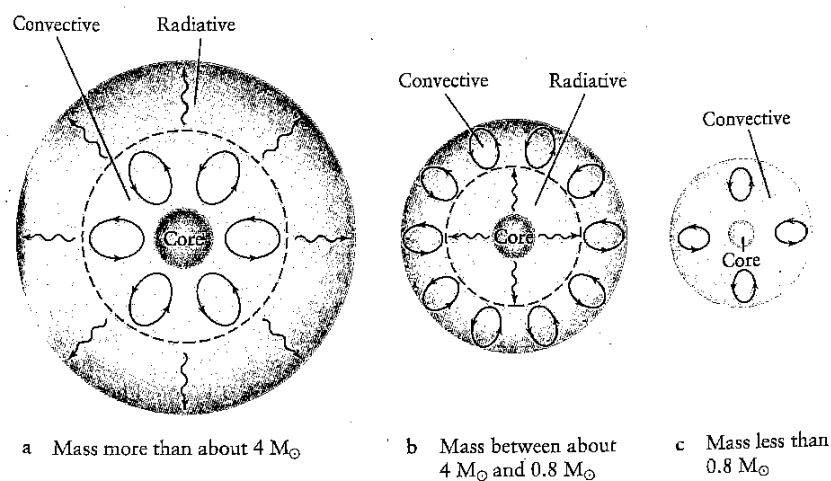 Convective
Radiative
Core
a Mass more than about 4 M☉
Convective
Radiative
Core
b Mass between about
4 M☉ and 0.8 M☉
Convective
Core
c Mass less than
0.8 M☉